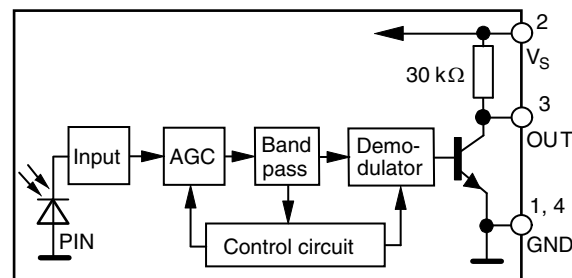 2
V_S
30 kΩ
3
OUT
Input
AGC
Band
pass
Demo-
dulator
1, 4
GND
PIN
Control circuit